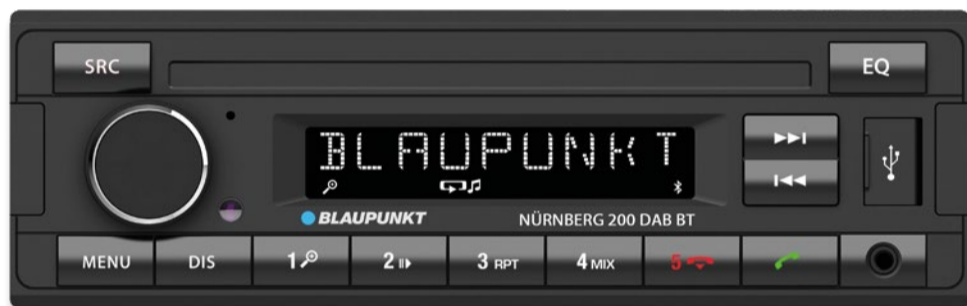 SRC
EQ
BLAUPUNKT
BLAUPUNKT
NÜRNBERG 200 DAB BT
MENU
DIS
1
2
3 RPT
4 MIX
5